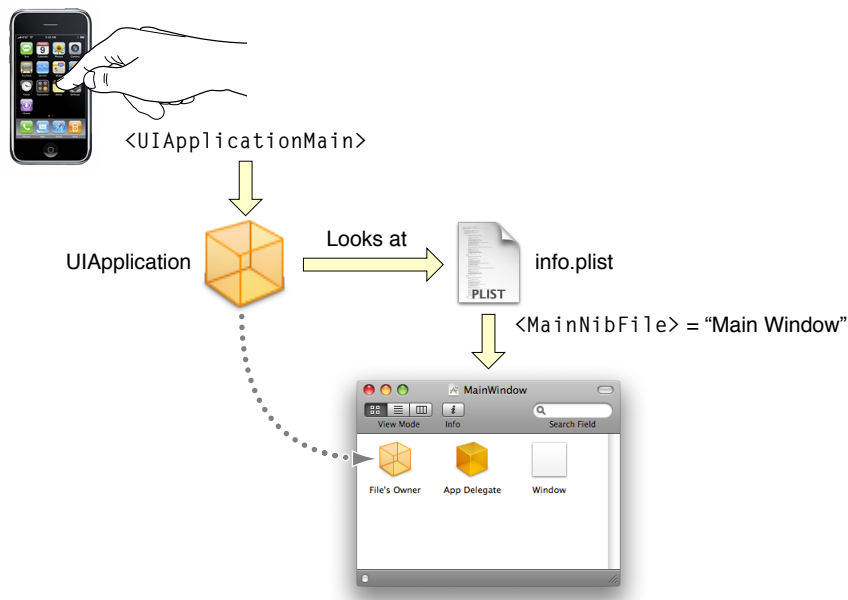 <UIApplicationMain>
UIApplication
Looks at
PLIST
info.plist
<MainNibFile> = “Main Window”
MainWindow
View Mode
Info
Search Field
File's Owner
App Delegate
Window